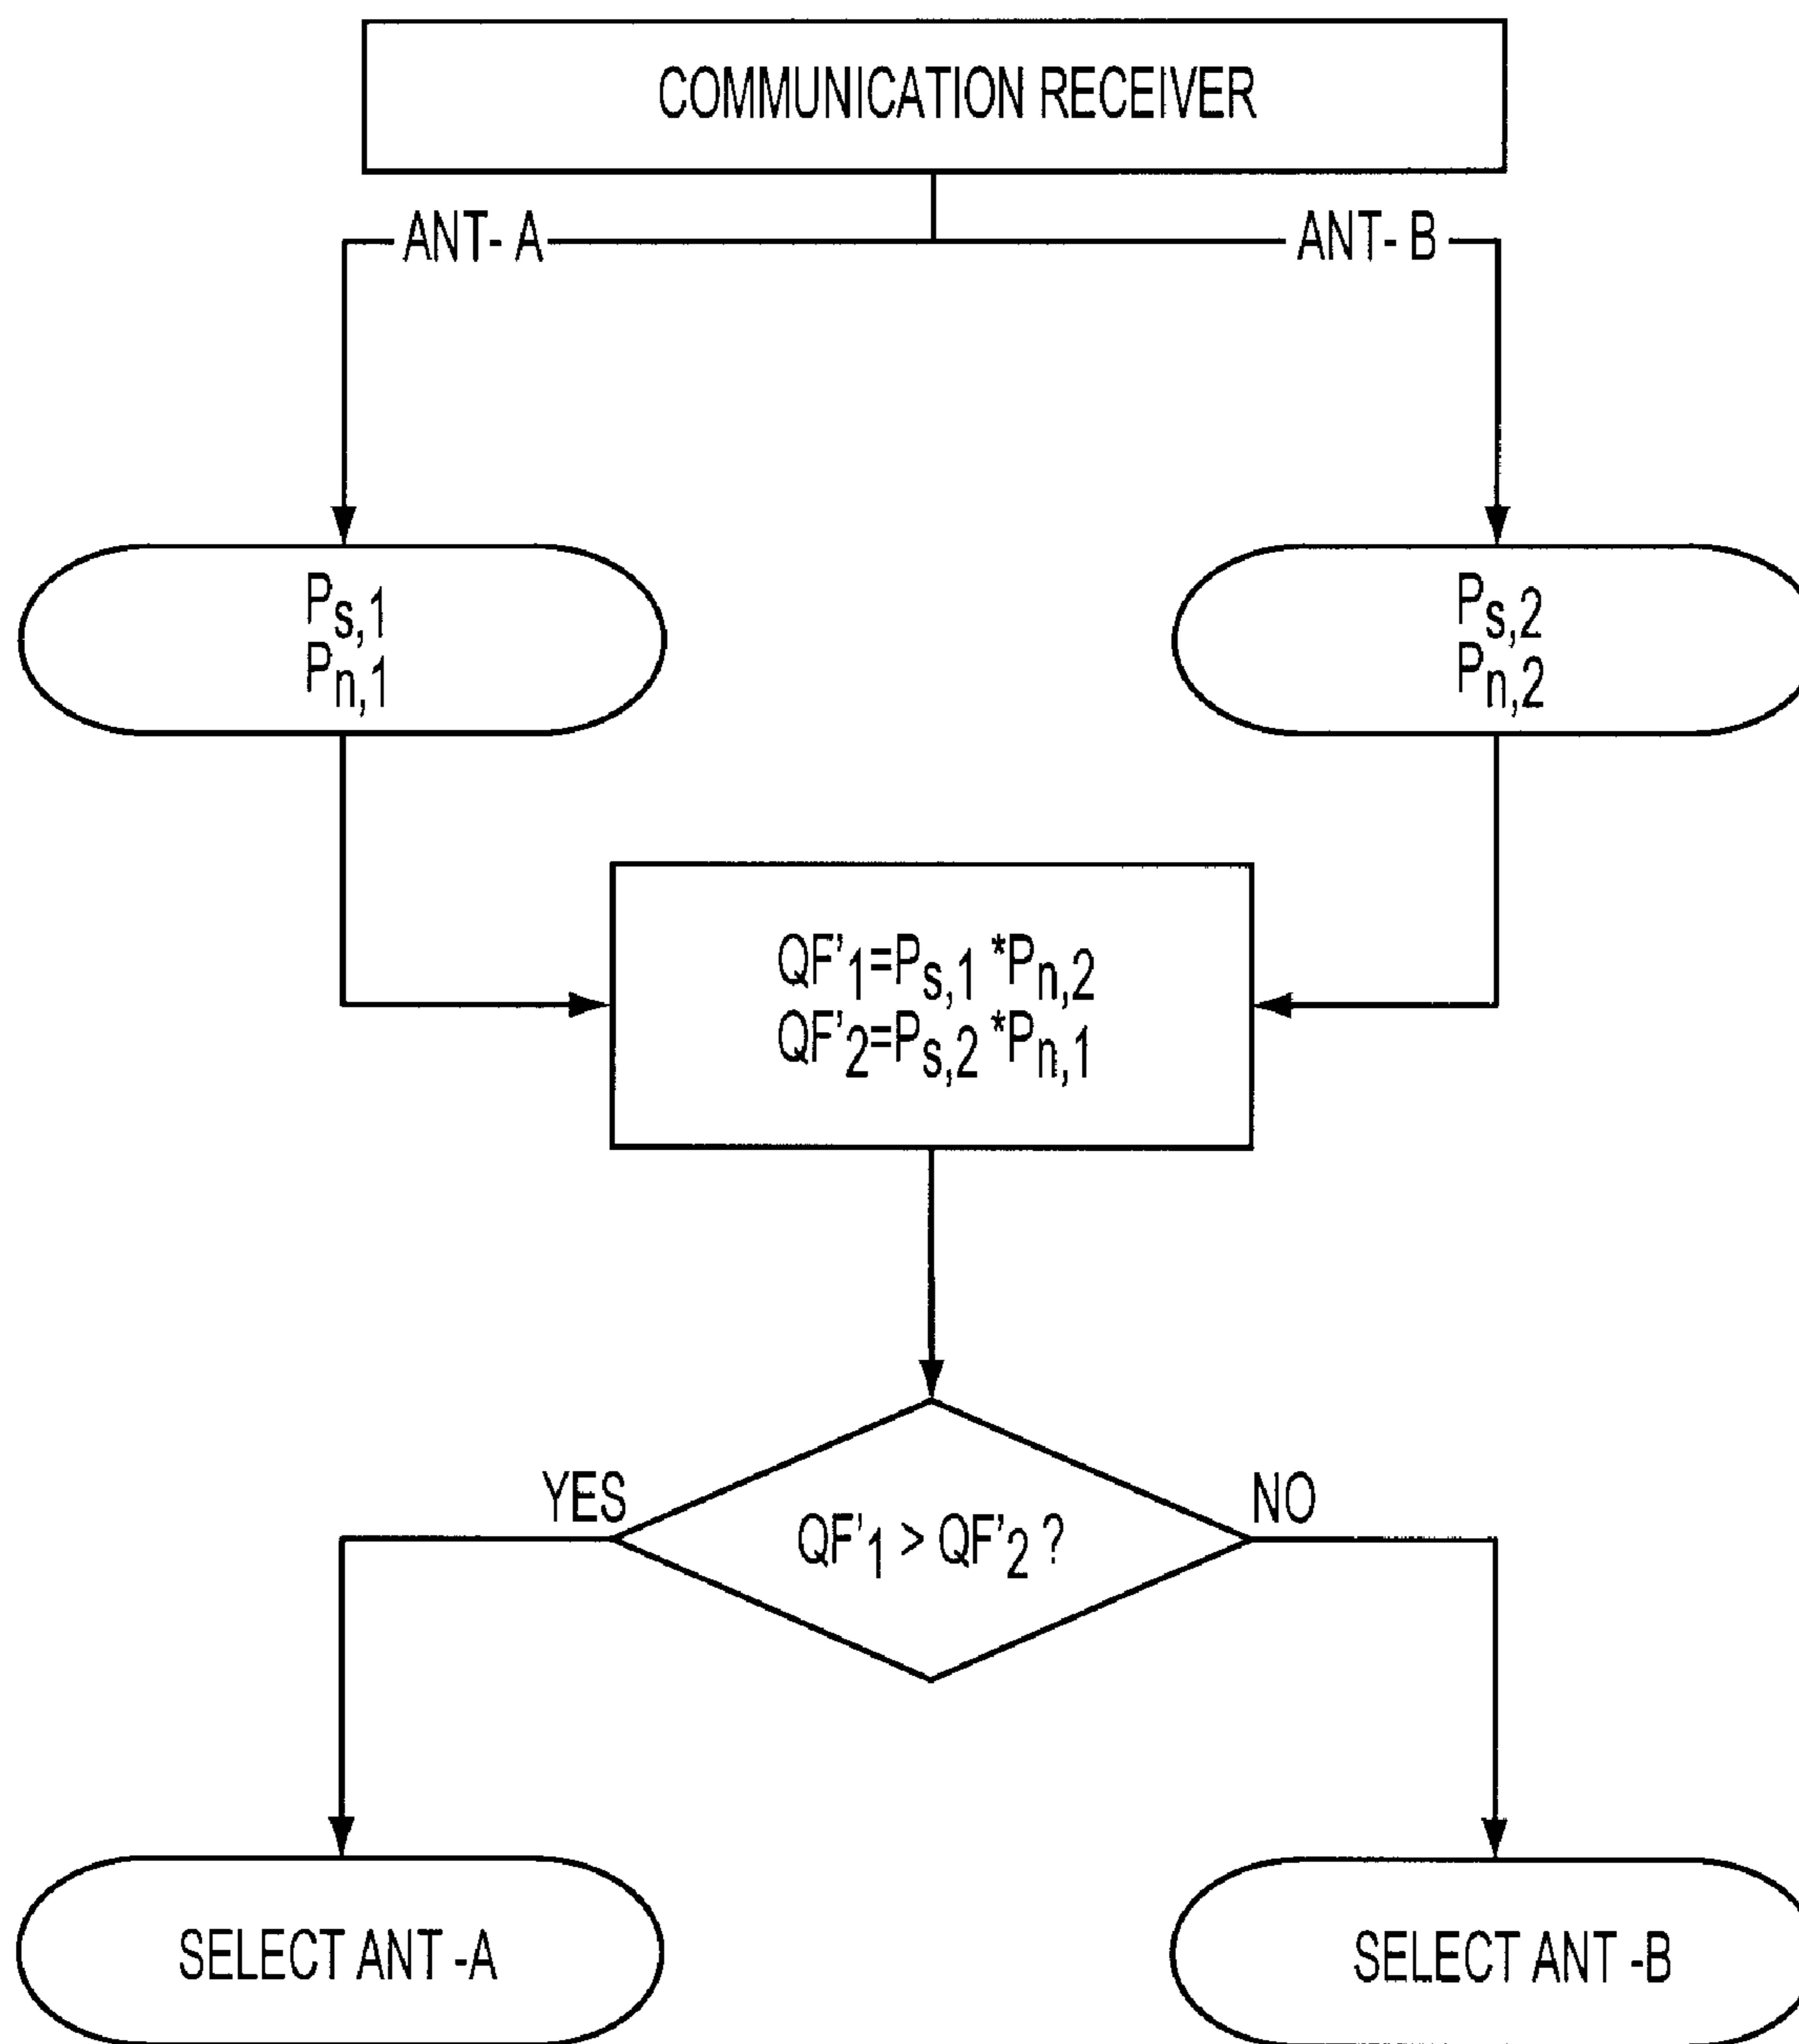 COMMUNICATION RECEIVER
ANT- A
ANT- B
Ps,1
Pn,1
Ps,2
Pn,2
QF'1=Ps,1 *Pn,2
QF'2=Ps,2 *Pn,1
YES
QF'1 > QF'2 ?
NO
SELECT ANT -A
SELECT ANT -B